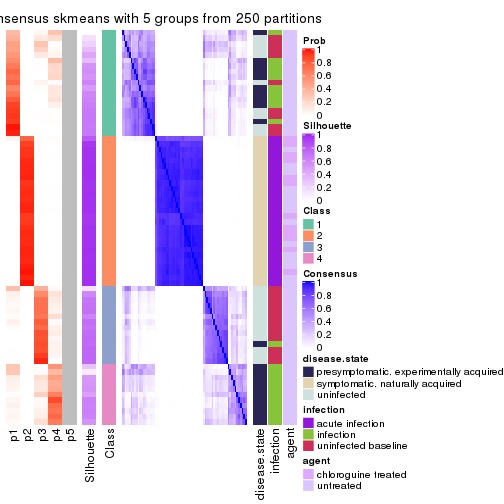 nsensus skmeans with 5 groups from 250 partitions
Prob
1
0.8
0.6
0.4
0.2
0
Silhouette
1
0.8
0.6
0.4
0.2
0
Class
1
2
3
4
Consensus
1
0.8
0.6
0.4
0.2
0
disease.state
presymptomatic. experimentally acquired
symptomatic. naturally acquired
uninfected
infection
acute infection
infection
uninfected baseline
agent
chloroguine treated
untreated
p1
p2
p3
p4
p5
Silhouette
Class
disease.state
infection
agent